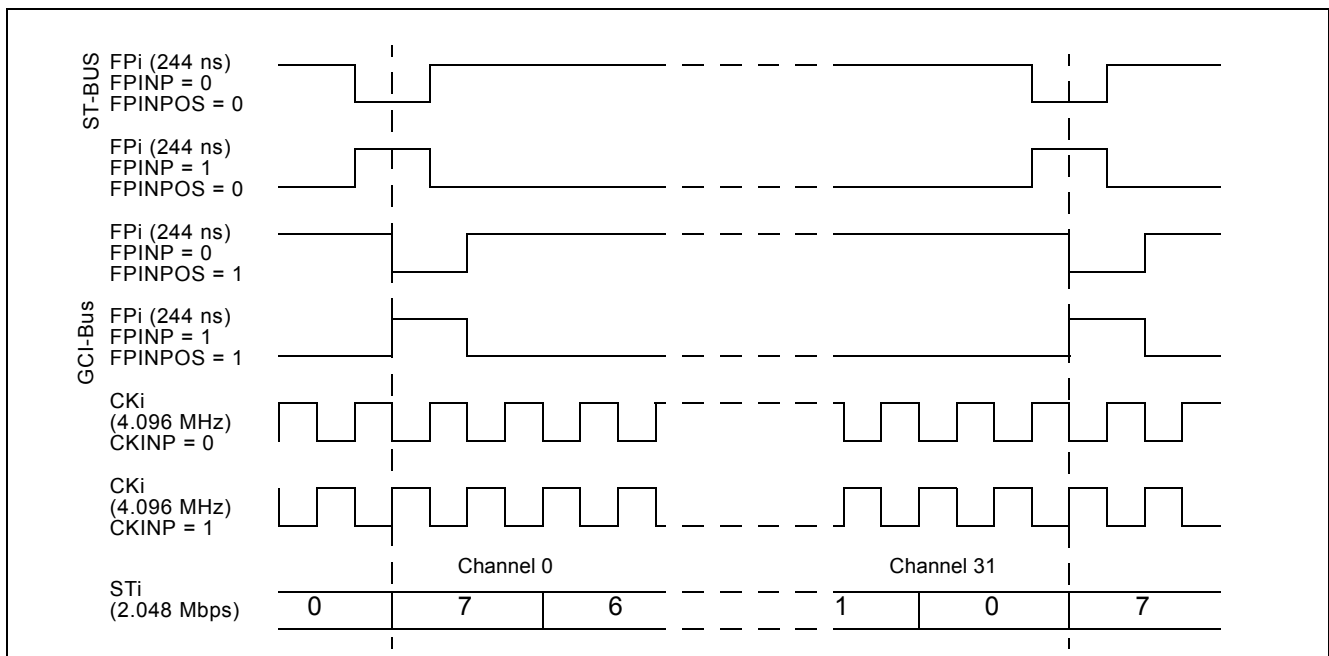 ST-BUS
FPi (244 ns)
FPINP = 0
FPINPOS = 0
FPi (244 ns)
FPINP = 1
FPINPOS = 0
FPi (244 ns)
FPINP = 0
FPINPOS = 1
GCI-Bus
FPi (244 ns)
FPINP = 1
FPINPOS = 1
CKi
(4.096 MHz)
CKINP = 0
CKi
(4.096 MHz)
CKINP = 1
Channel 0 Channel 31
STi
(2.048 Mbps) 0 7 6 1 0 7